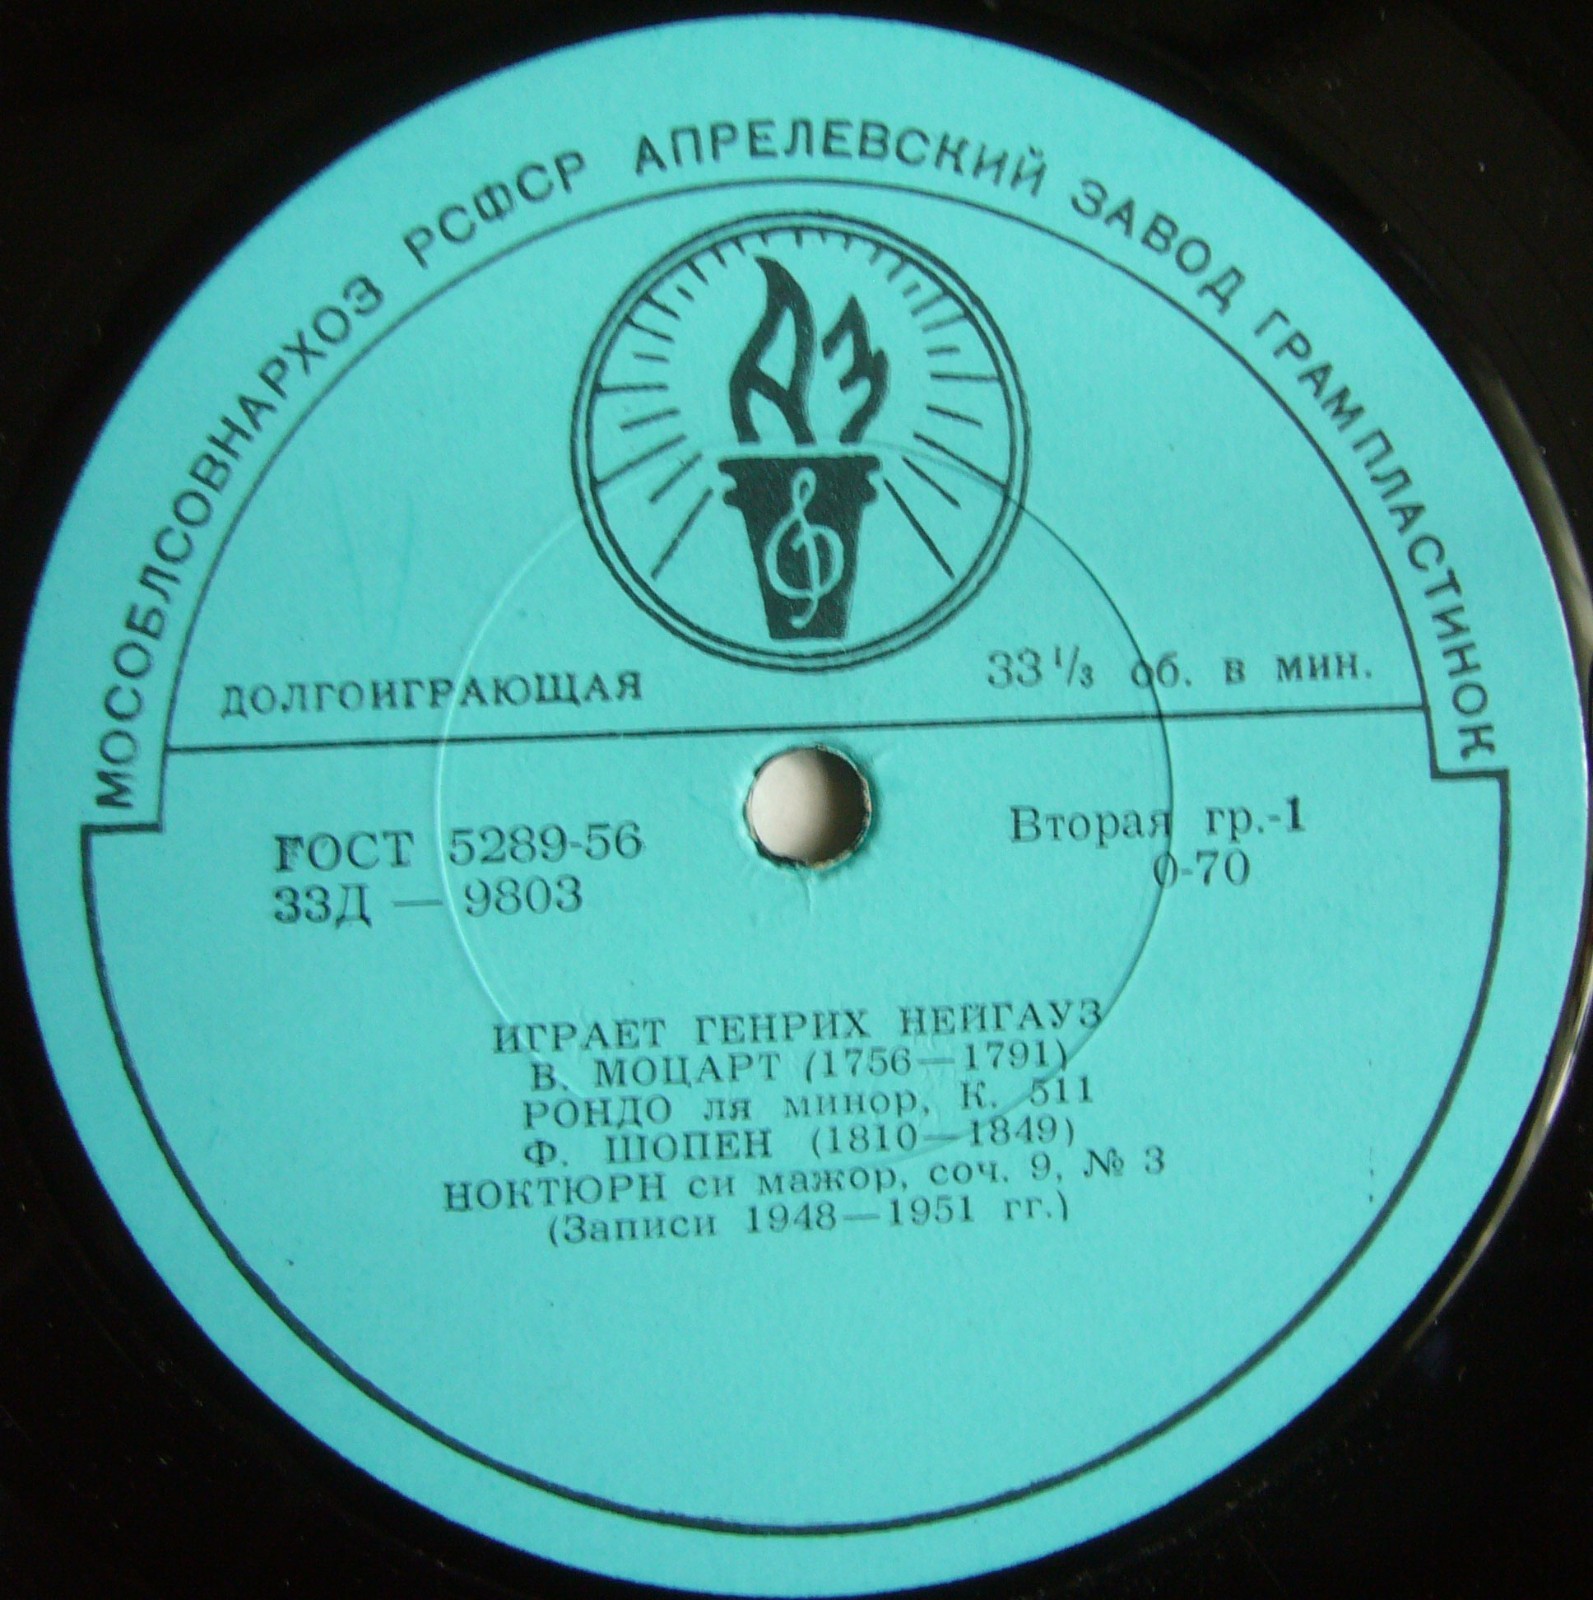 МОСОБЛСОВНАРХОЗ РСФСР АПРЕЛЕВСКИЙ ЗАВОД ГРАМПЛАСТИНОК
АЗ
ДОЛГОИГРАЮЩАЯ
33 1/3 об. в мин.
ГОСТ 5289-56
33Д — 9803
Вторая гр.-1
0-70
ИГРАЕТ ГЕНРИХ НЕЙГАУЗ
В. МОЦАРТ (1756—1791)
РОНДО ля минор, К. 511
Ф. ШОПЕН (1810—1849)
НОКТЮРН си мажор, соч. 9, № 3
(Записи 1948—1951 гг.)